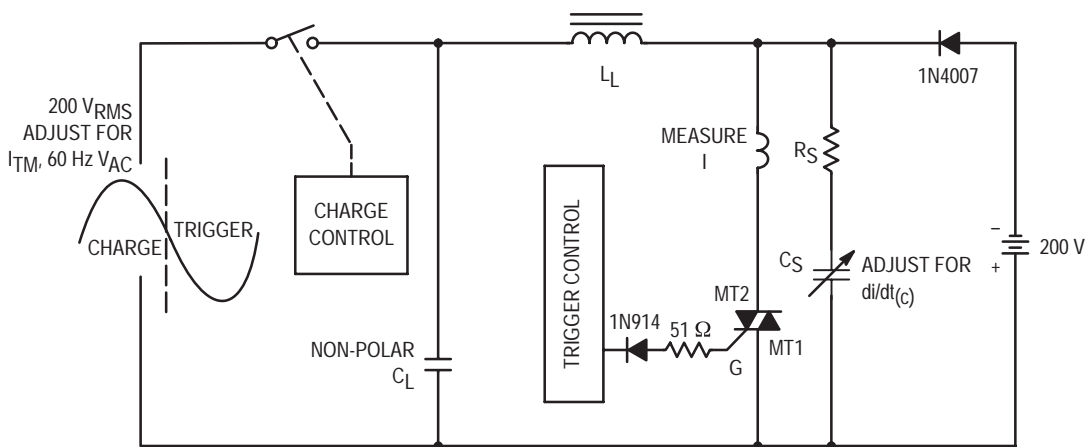 200 VRMS
ADJUST FOR
ITM, 60 Hz VAC
CHARGE
TRIGGER
CHARGE
CONTROL
NON-POLAR
CL
LL
TRIGGER CONTROL
1N914
51 Ω
G
MEASURE
I
MT2
MT1
RS
CS
ADJUST FOR
di/dt(c)
1N4007
–
+
200 V